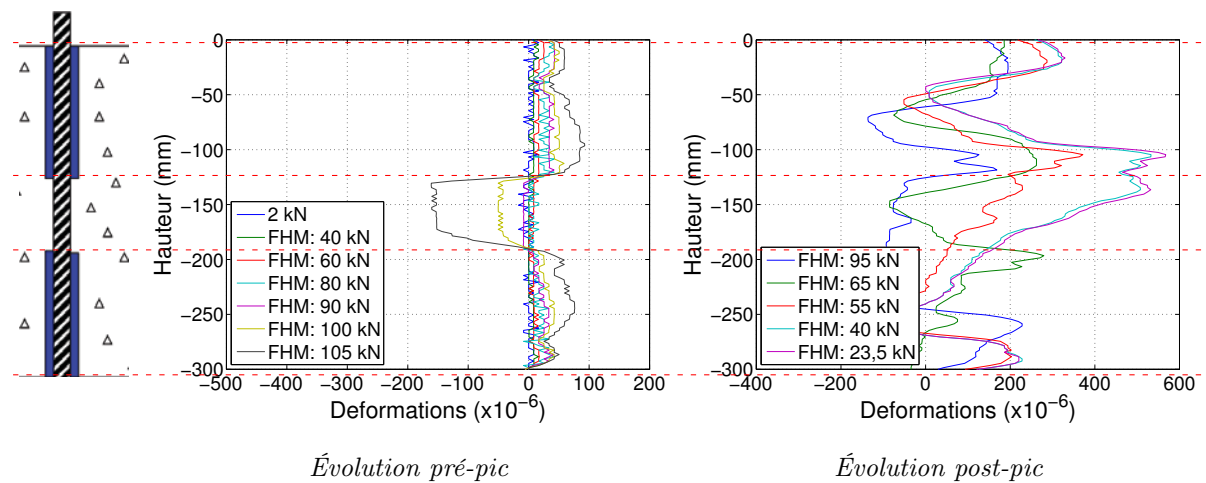 Hauteur (mm)
0
−50
−100
−150
−200
−250
−300
2 kN
FHM: 40 kN
FHM: 60 kN
FHM: 80 kN
FHM: 90 kN
FHM: 100 kN
FHM: 105 kN
−500
−400
−300
−200
−100
0
100
200
Deformations (x10⁻⁶)
Évolution pré-pic
Hauteur (mm)
0
−50
−100
−150
−200
−250
−300
FHM: 95 kN
FHM: 65 kN
FHM: 55 kN
FHM: 40 kN
FHM: 23,5 kN
−400
−200
0
200
400
600
Deformations (x10⁻⁶)
Évolution post-pic